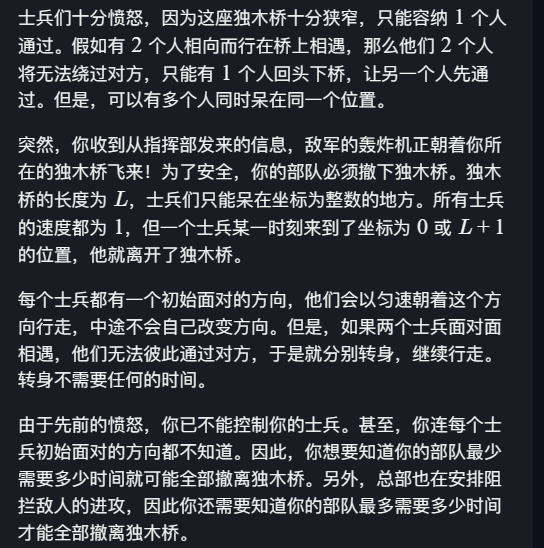 士兵们十分愤怒，因为这座独木桥十分狭窄，只能容纳 1 个人
通过。假如有 2 个人相向而行在桥上相遇，那么他们 2 个人
将无法绕过对方，只能有 1 个人回头下桥，让另一个人先通
过。但是，可以有多个人同时呆在同一个位置。
突然，你收到从指挥部发来的信息，敌军的轰炸机正朝着你所
在的独木桥飞来！为了安全，你的部队必须撤下独木桥。独木
桥的长度为 L，士兵们只能呆在坐标为整数的地方。所有士兵
的速度都为 1，但一个士兵某一时刻来到了坐标为 0 或 L + 1
的位置，他就离开了独木桥。
每个士兵都有一个初始面对的方向，他们会以匀速朝着这个方
向行走，中途不会自己改变方向。但是，如果两个士兵面对面
相遇，他们无法彼此通过对方，于是就分别转身，继续行走。
转身不需要任何的时间。
由于先前的愤怒，你已不能控制你的士兵。甚至，你连每个士
兵初始面对的方向都不知道。因此，你想要知道你的部队最少
需要多少时间就可能全部撤离独木桥。另外，总部也在安排阻
拦敌人的进攻，因此你还需要知道你的部队最多需要多少时间
才能全部撤离独木桥。